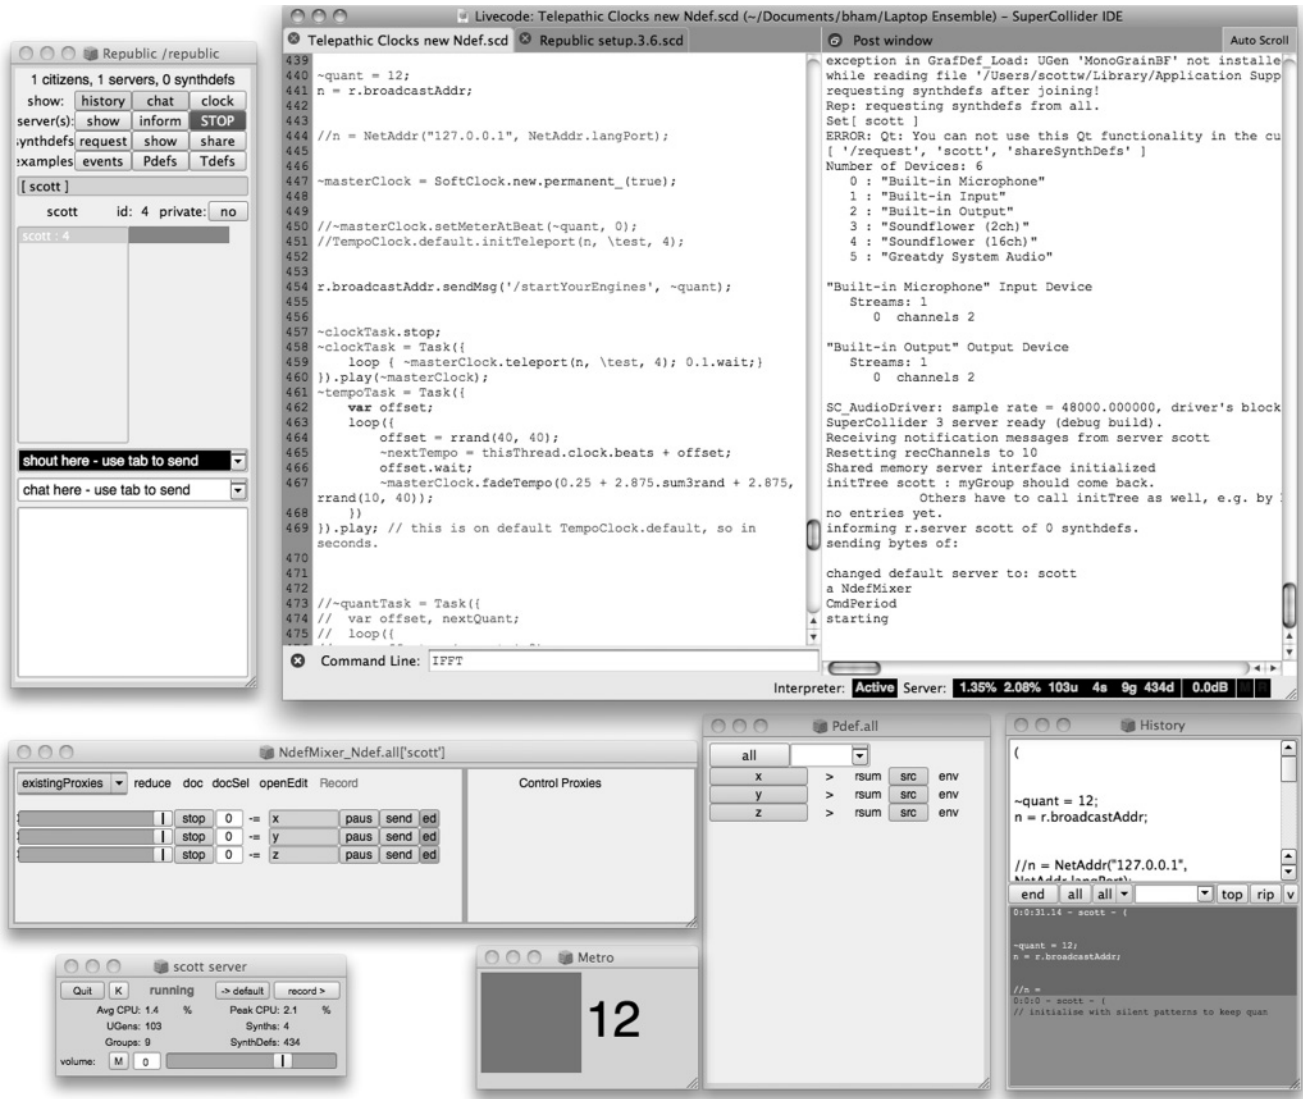 Livecode: Telepathic Clocks new Ndef.scd (~/Documents/bham/Laptop Ensemble) – SuperCollider IDE
Telepathic Clocks new Ndef.scd
Republic setup.3.6.scd
439
440 ~quant = 12;
441 n = r.broadcastAddr;
442
443
444 //n = NetAddr("127.0.0.1", NetAddr.langPort);
445
446
447 ~masterClock = SoftClock.new.permanent_(true);
448
449
450 //~masterClock.setMeterAtBeat(~quant, 0);
451 //TempoClock.default.initTeleport(n, \test, 4);
452
453
454 r.broadcastAddr.sendMsg('/startYourEngines', ~quant);
455
456
457 ~clockTask.stop;
458 ~clockTask = Task({
459 loop { ~masterClock.teleport(n, \test, 4); 0.1.wait;}
460 }).play(~masterClock);
461 ~tempoTask = Task({
462 var offset;
463 loop({
464 offset = rrand(40, 40);
465 ~nextTempo = thisThread.clock.beats + offset;
466 offset.wait;
467 ~masterClock.fadeTempo(0.25 + 2.875.sum3rand + 2.875,
rrand(10, 40));
468 })
469 }).play; // this is on default TempoClock.default, so in
seconds.
470
471
472
473 //~quantTask = Task({
474 // var offset, nextQuant;
475 // loop({
Command Line: IFFT
Post window
Auto Scroll
exception in GrafDef_Load: UGen 'MonoGrainBF' not installe
while reading file '/Users/scottw/Library/Application Supp
requesting synthdefs after joining!
Rep: requesting synthdefs from all.
Set[ scott ]
ERROR: Qt: You can not use this Qt functionality in the cu
[ '/request', 'scott', 'shareSynthDefs' ]
Number of Devices: 6
0 : "Built-in Microphone"
1 : "Built-in Input"
2 : "Built-in Output"
3 : "Soundflower (2ch)"
4 : "Soundflower (16ch)"
5 : "Greatdy System Audio"
"Built-in Microphone" Input Device
Streams: 1
0 channels 2
"Built-in Output" Output Device
Streams: 1
0 channels 2
SC_AudioDriver: sample rate = 48000.000000, driver's block
SuperCollider 3 server ready (debug build).
Receiving notification messages from server scott
Resetting recChannels to 10
Shared memory server interface initialized
initTree scott : myGroup should come back.
Others have to call initTree as well, e.g. by
no entries yet.
informing r.server scott of 0 synthdefs.
sending bytes of:
changed default server to: scott
a NdefMixer
CmdPeriod
starting
Interpreter: Active Server: 1.35% 2.08% 103u 4s 9g 434d 0.0dB
Republic /republic
1 citizens, 1 servers, 0 synthdefs
show: history chat clock
server(s): show inform STOP
synthdefs request show share
examples events Pdefs Tdefs
[ scott ]
scott id: 4 private: no
scott : 4
shout here - use tab to send
chat here - use tab to send
NdefMixer_Ndef.all['scott']
existingProxies reduce doc docSel openEdit Record
Control Proxies
stop 0 -= x paus send ed
stop 0 -= y paus send ed
stop 0 -= z paus send ed
scott server
Quit K running -> default record >
Avg CPU: 1.4 % Peak CPU: 2.1 %
UGens: 103 Synths: 4
Groups: 9 SynthDefs: 434
volume: M 0
Metro
12
Pdef.all
all
x > rsum src env
y > rsum src env
z > rsum src env
History
(
~quant = 12;
n = r.broadcastAddr;
//n = NetAddr("127.0.0.1",
NetAddr.langPort);
end all all top rip v
0:0:31.14 - scott - (
~quant = 12;
n = r.broadcastAddr;
//n =
0:0:0 - scott - (
// initialise with silent patterns to keep quan